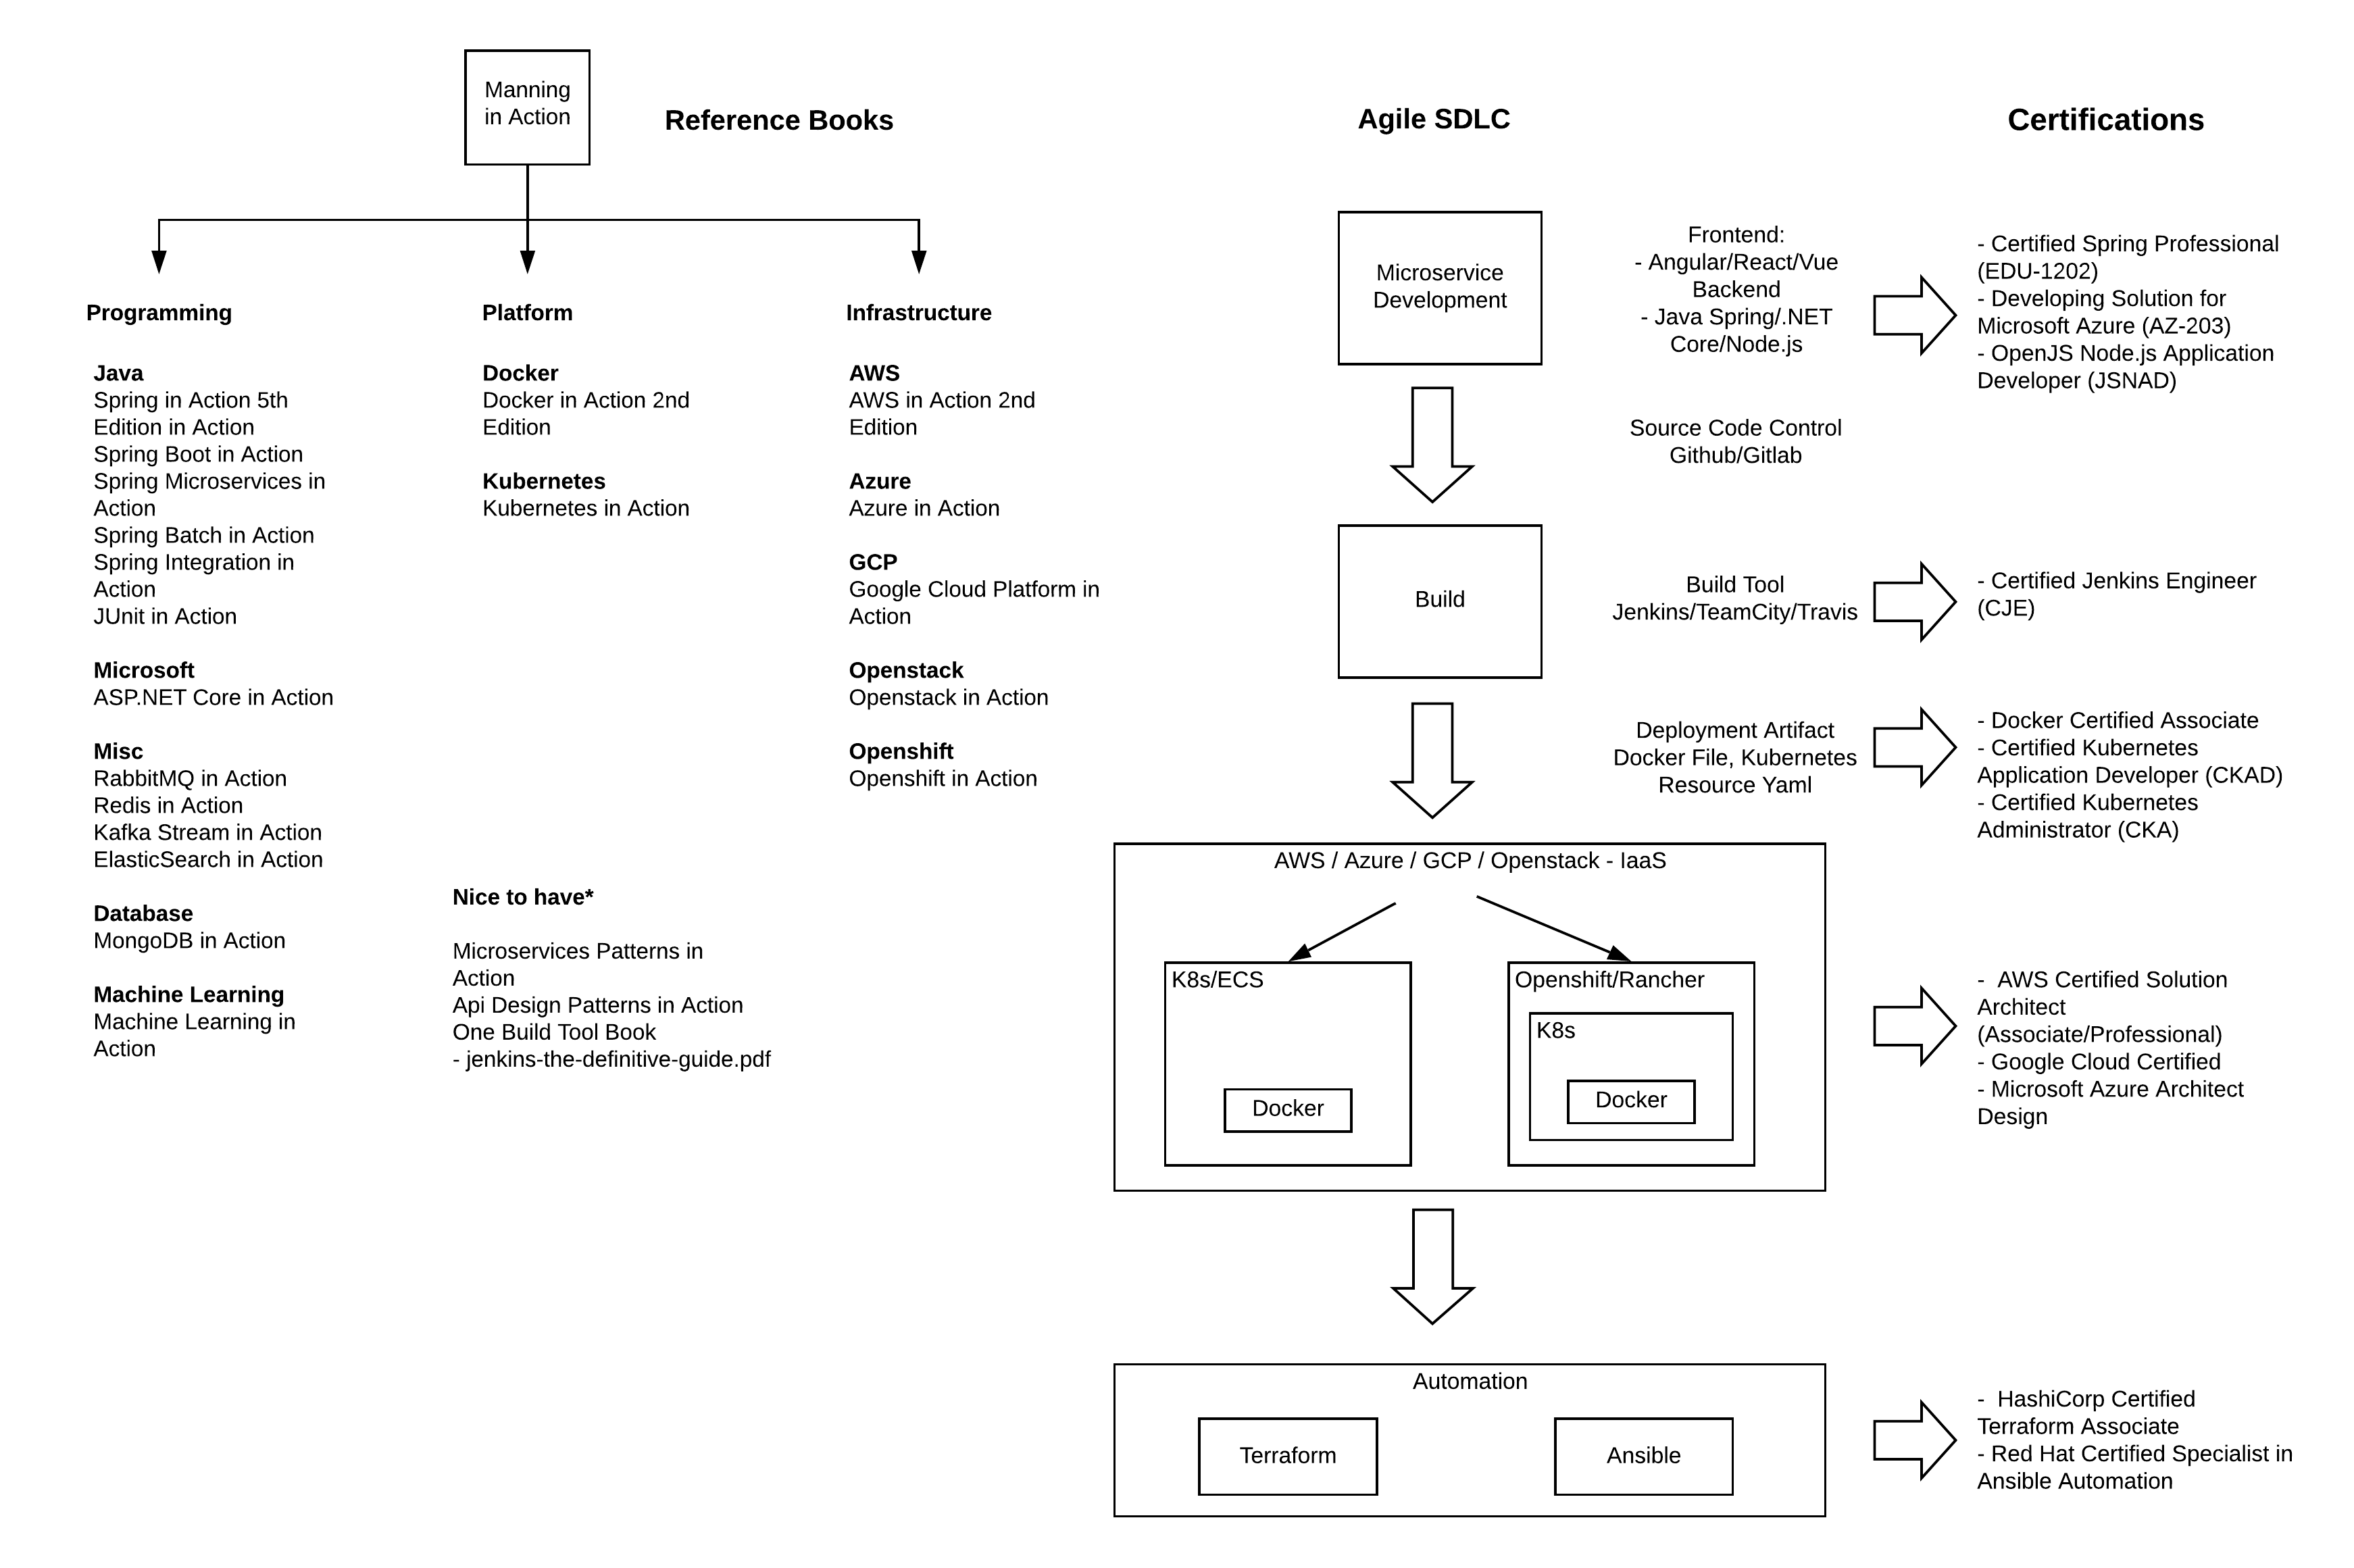 Manning
in Action
Reference Books
Programming
Java
Spring in Action 5th
Edition in Action
Spring Boot in Action
Spring Microservices in
Action
Spring Batch in Action
Spring Integration in
Action
JUnit in Action
Microsoft
ASP.NET Core in Action
Misc
RabbitMQ in Action
Redis in Action
Kafka Stream in Action
ElasticSearch in Action
Database
MongoDB in Action
Machine Learning
Machine Learning in
Action
Platform
Docker
Docker in Action 2nd
Edition
Kubernetes
Kubernetes in Action
Nice to have*
Microservices Patterns in
Action
Api Design Patterns in Action
One Build Tool Book
- jenkins-the-definitive-guide.pdf
Infrastructure
AWS
AWS in Action 2nd
Edition
Azure
Azure in Action
GCP
Google Cloud Platform in
Action
Openstack
Openstack in Action
Openshift
Openshift in Action
Agile SDLC
Microservice
Development
Frontend:
- Angular/React/Vue
Backend
- Java Spring/.NET
Core/Node.js
Source Code Control
Github/Gitlab
Build
Build Tool
Jenkins/TeamCity/Travis
Deployment Artifact
Docker File, Kubernetes
Resource Yaml
AWS / Azure / GCP / Openstack - IaaS
K8s/ECS
Docker
Openshift/Rancher
K8s
Docker
Automation
Terraform
Ansible
Certifications
- Certified Spring Professional
(EDU-1202)
- Developing Solution for
Microsoft Azure (AZ-203)
- OpenJS Node.js Application
Developer (JSNAD)
- Certified Jenkins Engineer
(CJE)
- Docker Certified Associate
- Certified Kubernetes
Application Developer (CKAD)
- Certified Kubernetes
Administrator (CKA)
- AWS Certified Solution
Architect
(Associate/Professional)
- Google Cloud Certified
- Microsoft Azure Architect
Design
- HashiCorp Certified
Terraform Associate
- Red Hat Certified Specialist in
Ansible Automation